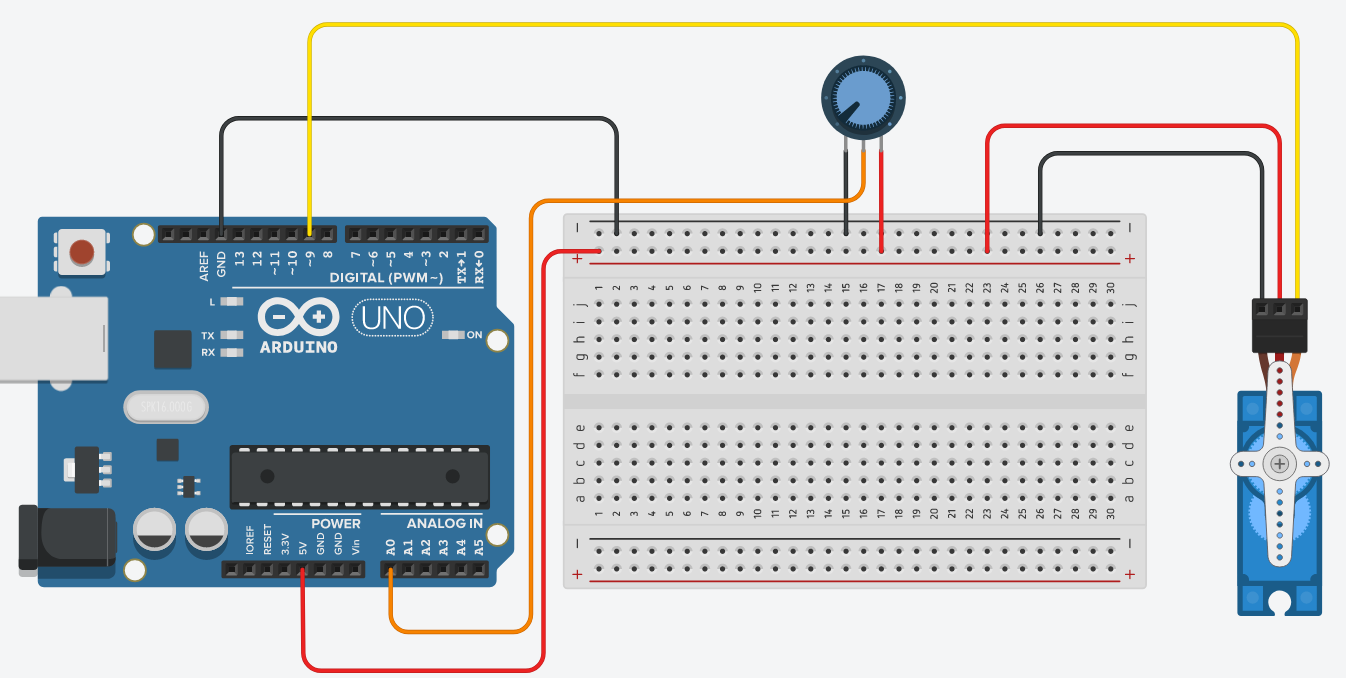 AREF
GND
13
12
~11
~10
~9
8
7
~6
~5
4
~3
2
TX→1
RX←0
DIGITAL (PWM~)
L
TX
RX
UNO
ON
ARDUINO
SPK16.000G
POWER
ANALOG IN
IOREF
RESET
3.3V
5V
GND
GND
Vin
A0
A1
A2
A3
A4
A5
− −
+ +
1 2 3 4 5 6 7 8 9 10 11 12 13 14 15 16 17 18 19 20 21 22 23 24 25 26 27 28 29 30
j j
i i
h h
g g
f f
e e
d d
c c
b b
a a
1 2 3 4 5 6 7 8 9 10 11 12 13 14 15 16 17 18 19 20 21 22 23 24 25 26 27 28 29 30
− −
+ +